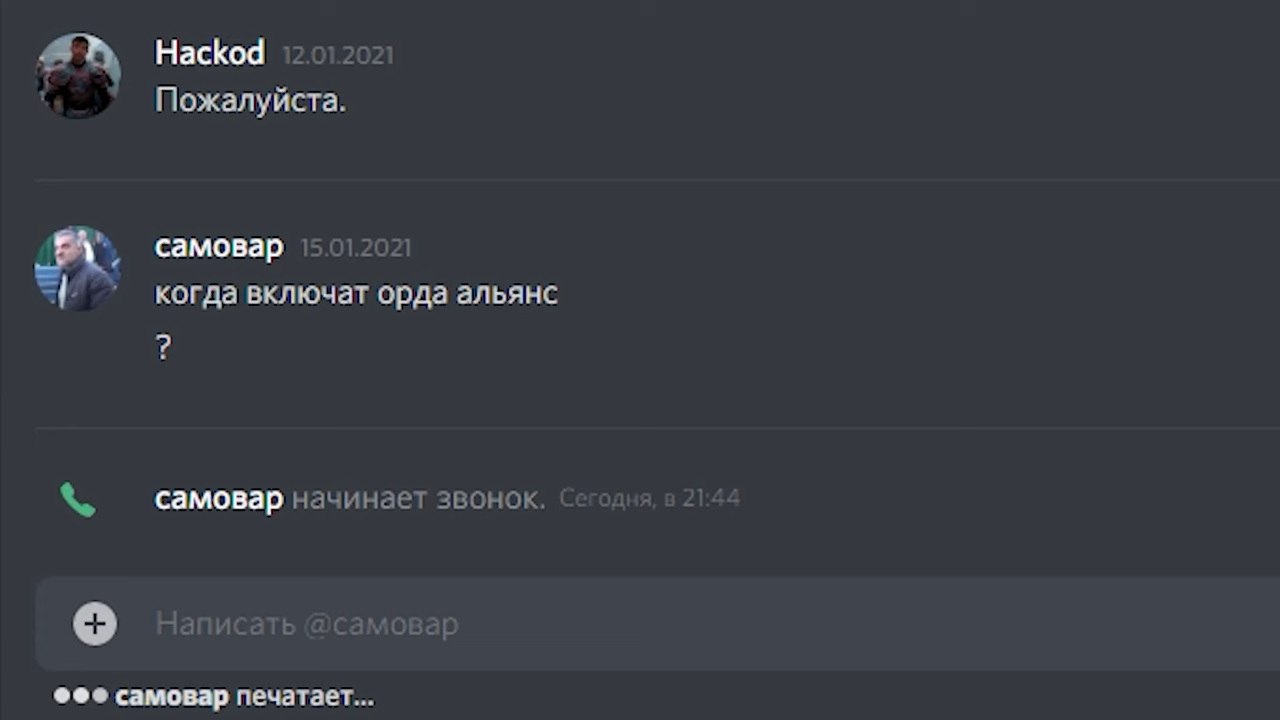 Hackod 12.01.2021
Пожалуйста.
самовар 15.01.2021
когда включат орда альянс
?
самовар начинает звонок. Сегодня, в 21:44
Написать @самовар
самовар печатает...